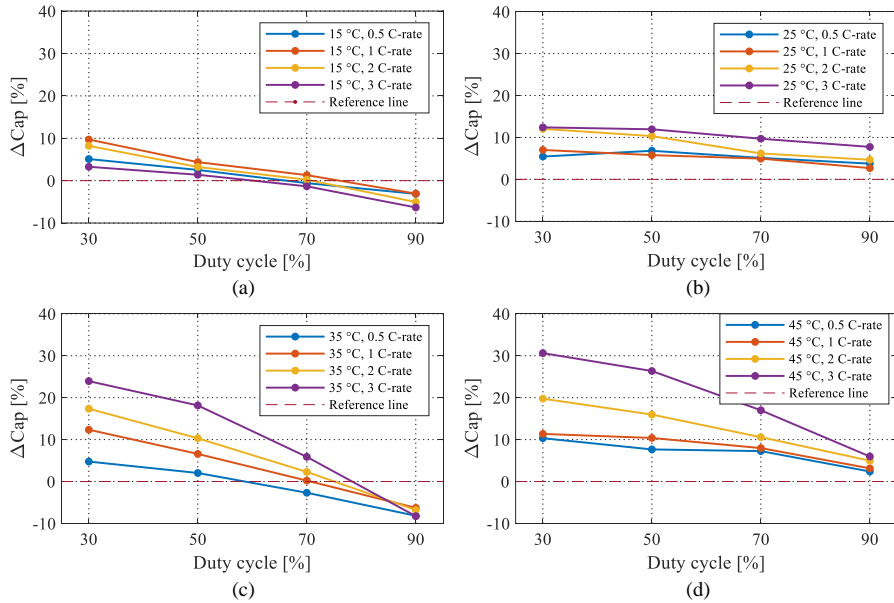 (a)
40
30
20
10
0
-10
ΔCap [%]
15 °C, 0.5 C-rate
15 °C, 1 C-rate
15 °C, 2 C-rate
15 °C, 3 C-rate
Reference line
30 50 70 90
Duty cycle [%]
(a)
40
30
20
10
0
-10
ΔCap [%]
25 °C, 0.5 C-rate
25 °C, 1 C-rate
25 °C, 2 C-rate
25 °C, 3 C-rate
Reference line
30 50 70 90
Duty cycle [%]
(b)
40
30
20
10
0
-10
ΔCap [%]
35 °C, 0.5 C-rate
35 °C, 1 C-rate
35 °C, 2 C-rate
35 °C, 3 C-rate
Reference line
30 50 70 90
Duty cycle [%]
(c)
40
30
20
10
0
-10
ΔCap [%]
45 °C, 0.5 C-rate
45 °C, 1 C-rate
45 °C, 2 C-rate
45 °C, 3 C-rate
Reference line
30 50 70 90
Duty cycle [%]
(d)